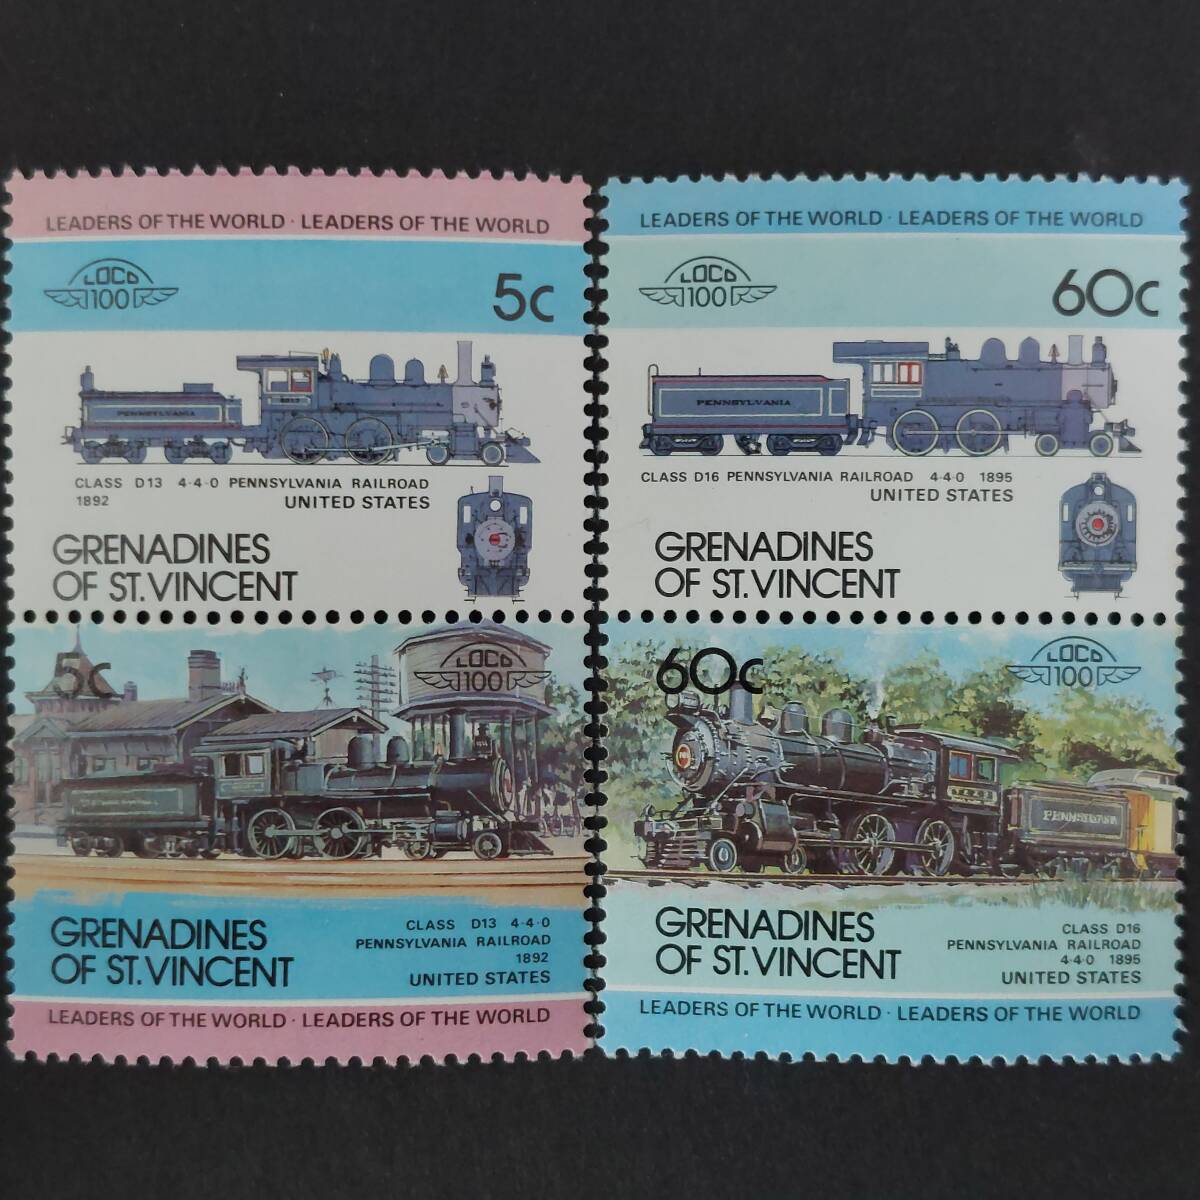 LEADERS OF THE WORLD · LEADERS OF THE WORLD
LOCO
100
5c
PENNSYLVANIA
CLASS D13 4-4-0 PENNSYLVANIA RAILROAD
1892
UNITED STATES
GRENADINES
OF ST. VINCENT
5c
LOCO
100
GRENADINES
OF ST. VINCENT
CLASS D13 4-4-0
PENNSYLVANIA RAILROAD
1892
UNITED STATES
LEADERS OF THE WORLD · LEADERS OF THE WORLD
LEADERS OF THE WORLD · LEADERS OF THE WORLD
LOCO
100
60c
PENNSYLVANIA
CLASS D16 PENNSYLVANIA RAILROAD 4-4-0 1895
UNITED STATES
GRENADINES
OF ST. VINCENT
60c
LOCO
100
PENNSYLVANIA
GRENADINES
OF ST. VINCENT
CLASS D16
PENNSYLVANIA RAILROAD
4-4-0 1895
UNITED STATES
LEADERS OF THE WORLD · LEADERS OF THE WORLD